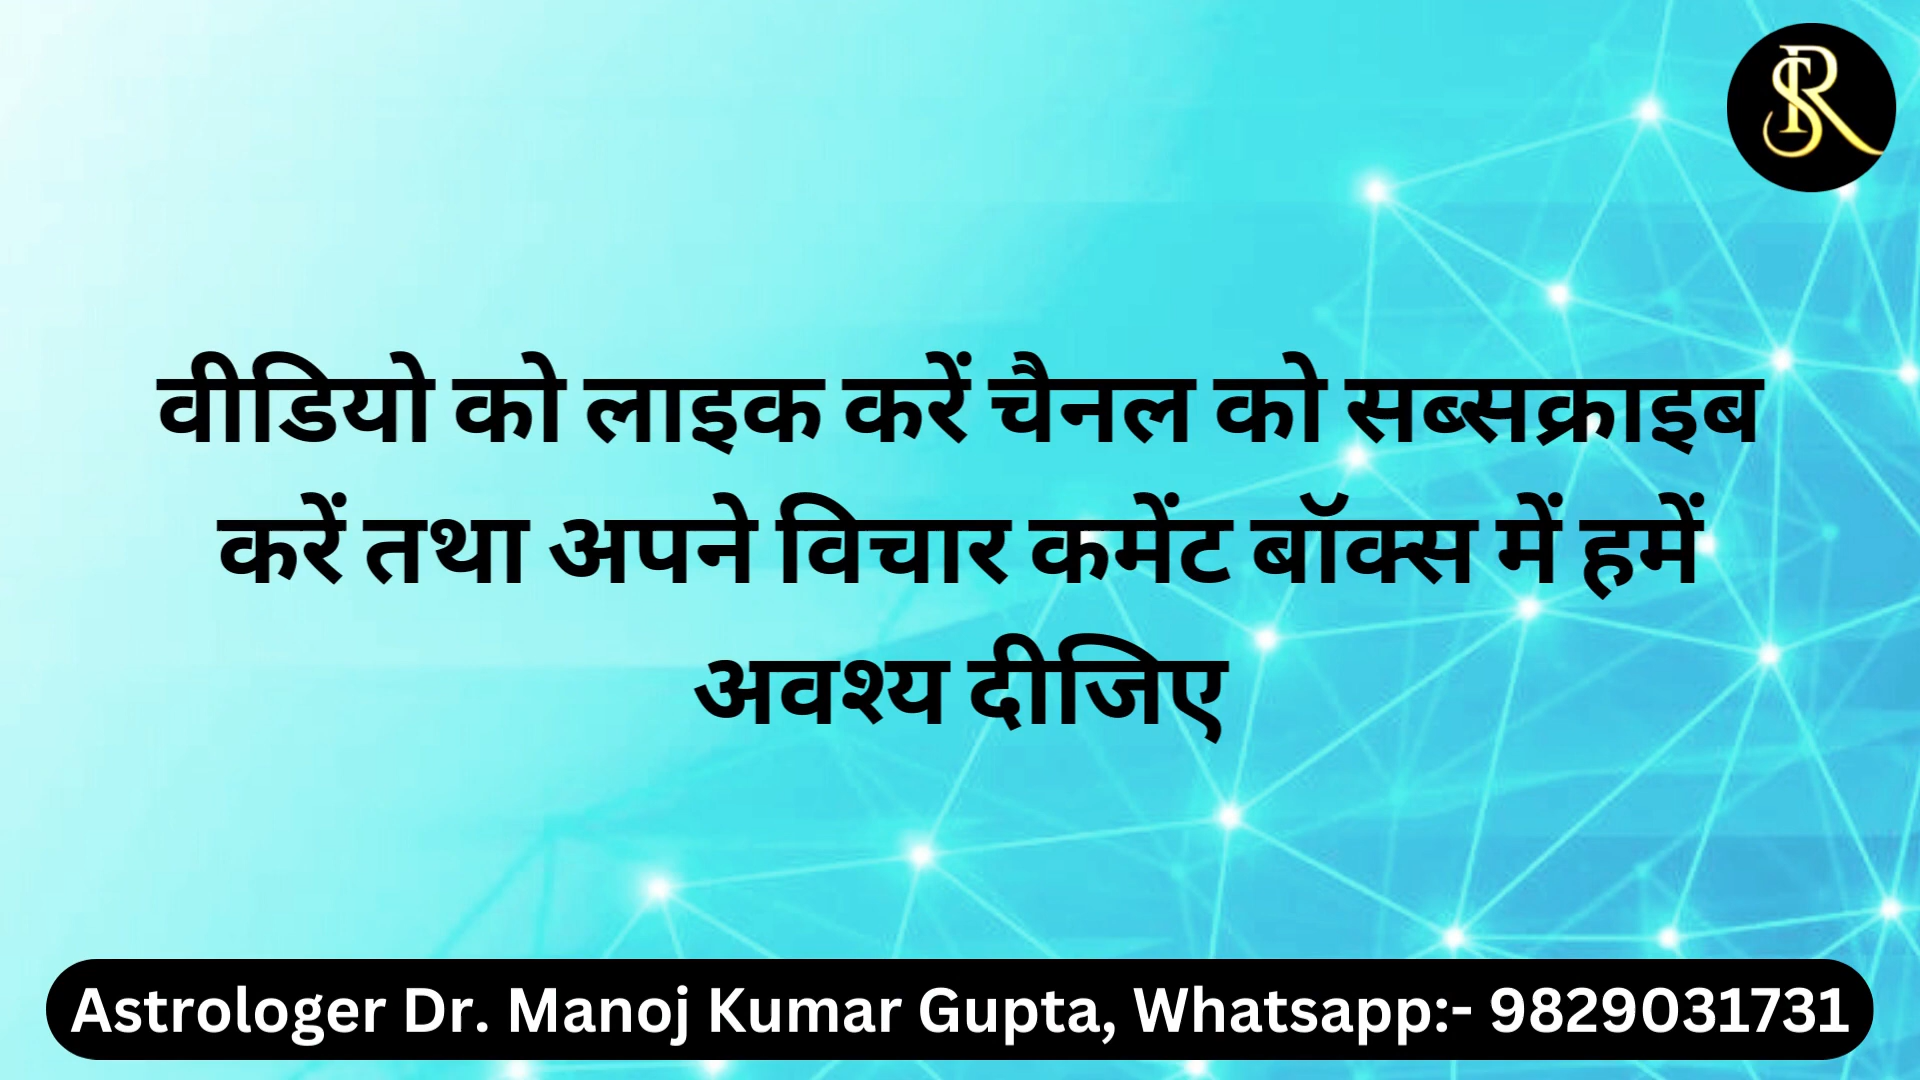 वीडियो को लाइक करें चैनल को सब्सक्राइब
करें तथा अपने विचार कमेंट बॉक्स में हमें
अवश्य दीजिए
Astrologer Dr. Manoj Kumar Gupta, Whatsapp:- 9829031731